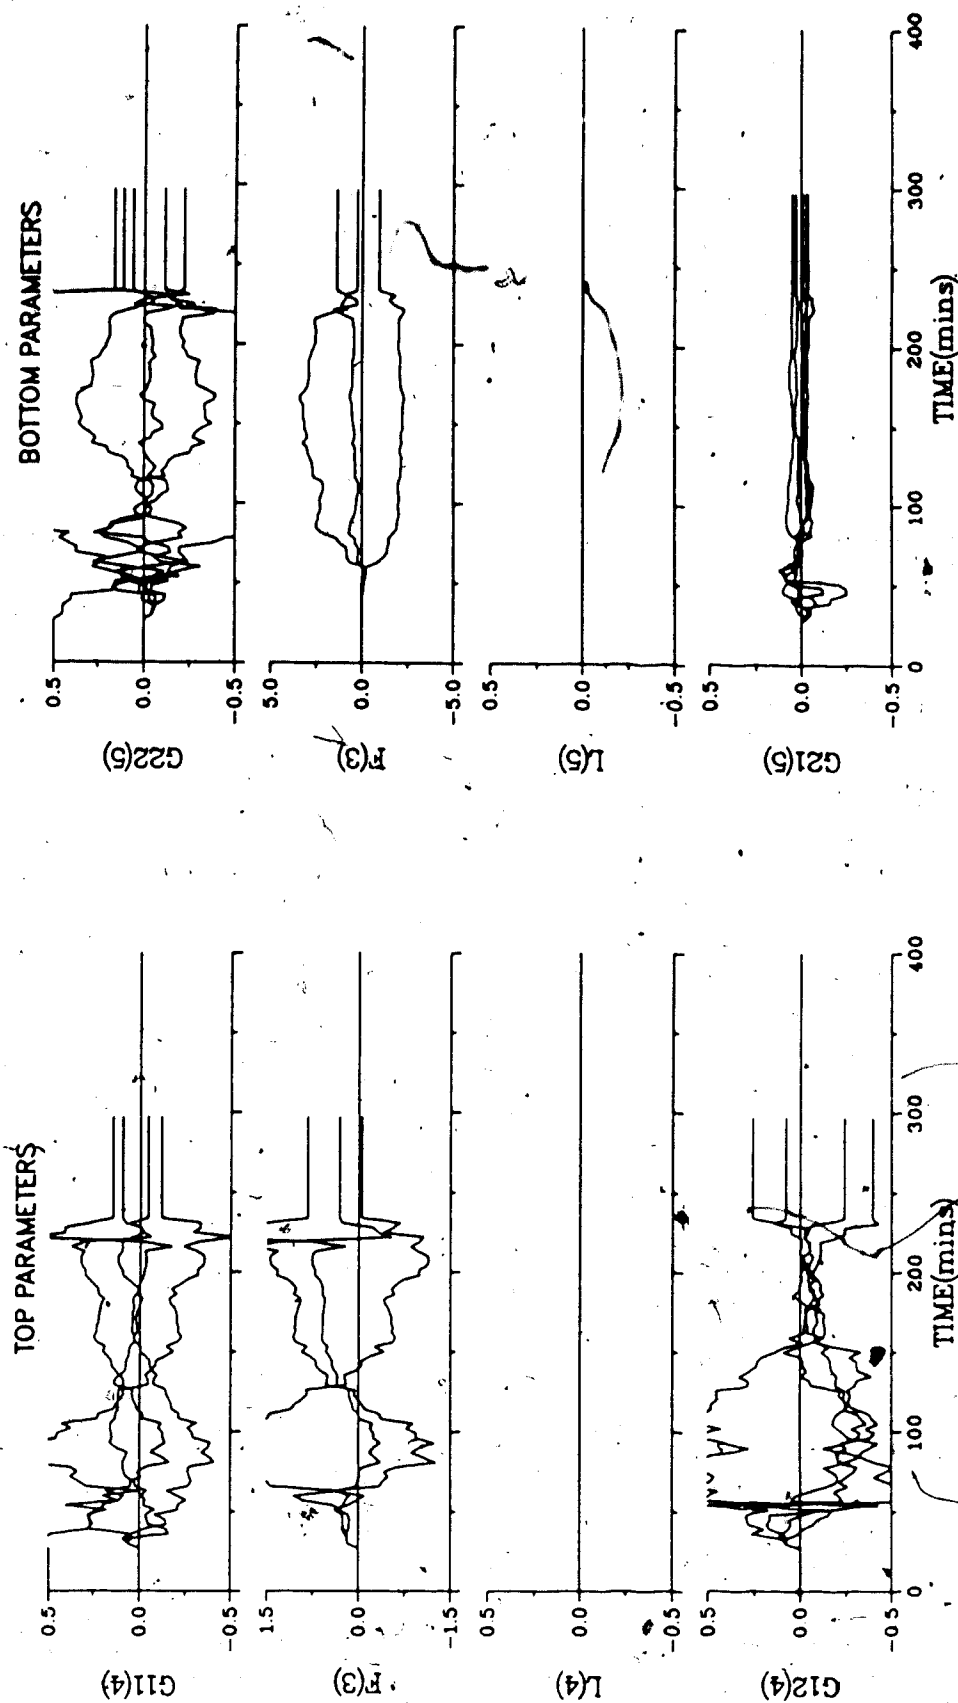 TOP PARAMETERS
G11(4)
0.5
0.0
-0.5
F(3)
1.5
0.0
-1.5
L(4)
0.5
0.0
-0.5
G12(4)
0.5
0.0
-0.5
0 100 200 300 400
TIME(mins)
BOTTOM PARAMETERS
G22(5)
0.5
0.0
-0.5
F(3)
5.0
0.0
-5.0
L(5)
0.5
0.0
-0.5
G21(5)
0.5
0.0
-0.5
0 100 200 300 400
TIME(mins)